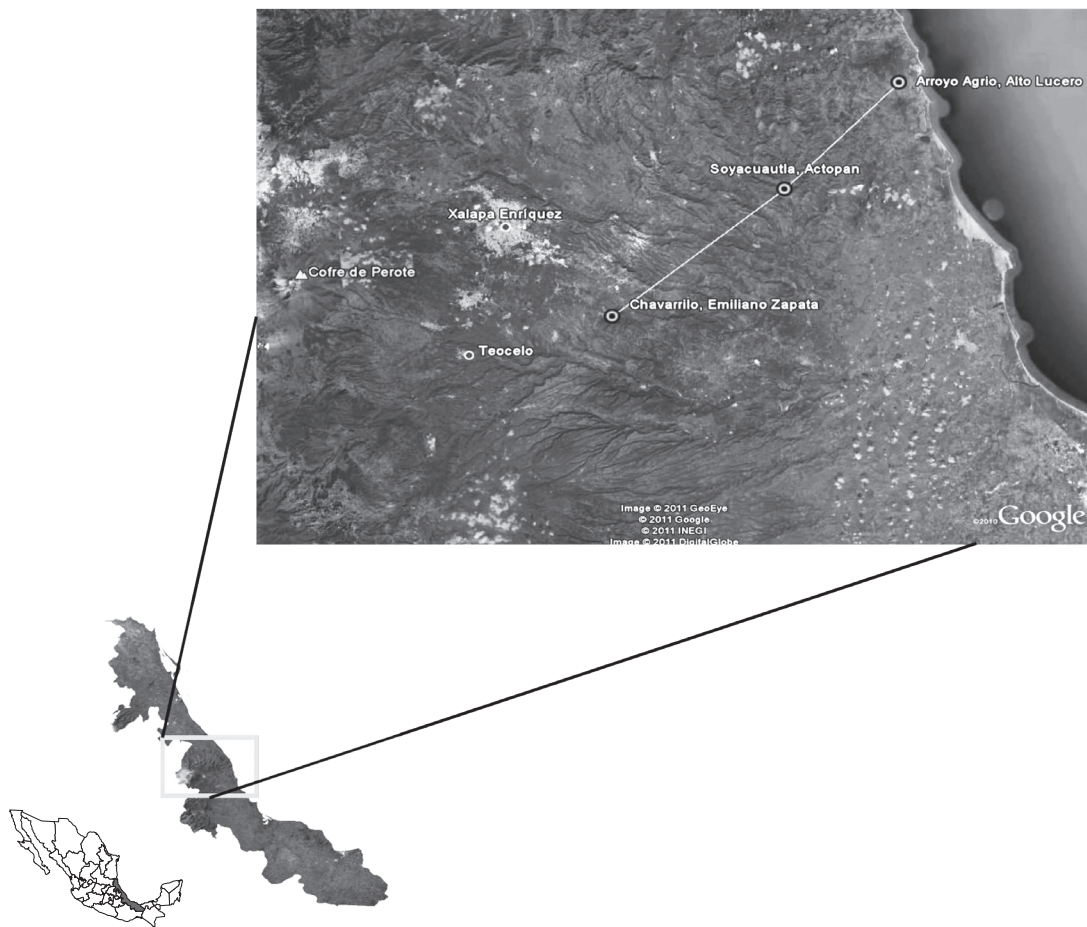 Arroyo Agrio, Alto Lucero
Soyacuautla, Actopan
Xalapa Enríquez
Cofre de Perote
Chavarrilo, Emiliano Zapata
Teocelo
Image © 2011 GeoEye
© 2011 Google
© 2011 INEGI
Image © 2011 DigitalGlobe
©2010 Google